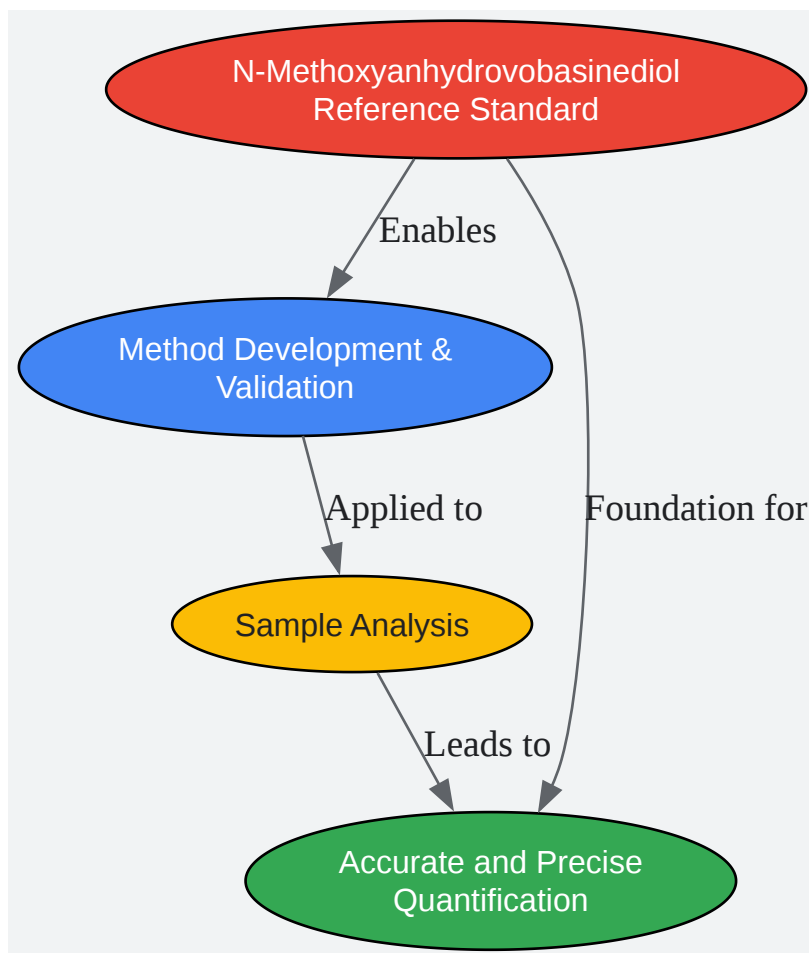 N-Methoxyanhydrovobasinediol
Reference Standard
Enables
Method Development &
Validation
Applied to
Foundation for
Sample Analysis
Leads to
Accurate and Precise
Quantification